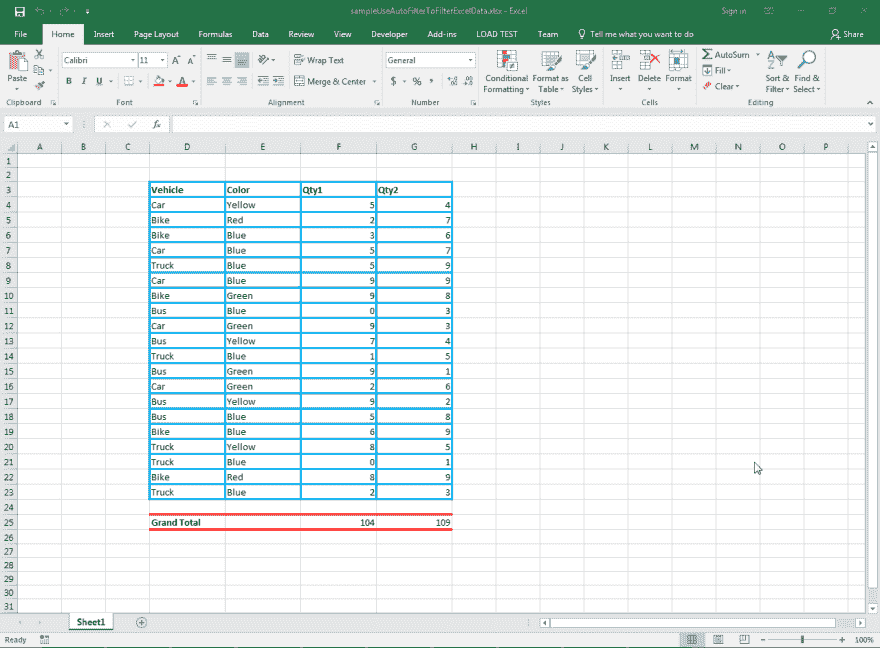 sampleUseAutoFilterToFilterExcelData.xlsx - Excel Sign in
File Home Insert Page Layout Formulas Data Review View Developer Add-ins LOAD TEST Team Tell me what you want to do Share
Paste Calibri 11 A A Wrap Text General Conditional Formatting Format as Table Cell Styles Insert Delete Format AutoSum Sort & Filter Find & Select
B I U Merge & Center $ % , Fill
Clear
Clipboard Font Alignment Number Styles Cells Editing
A1 fx
A B C D E F G H I J K L M N O P
1
2
3 Vehicle Color Qty1 Qty2
4 Car Yellow 5 4
5 Bike Red 2 7
6 Bike Blue 3 6
7 Car Blue 5 7
8 Truck Blue 5 9
9 Car Blue 9 9
10 Bike Green 9 8
11 Bus Blue 0 3
12 Car Green 9 3
13 Bus Yellow 7 4
14 Truck Blue 1 5
15 Bus Green 9 1
16 Car Green 2 6
17 Bus Yellow 9 2
18 Bus Blue 5 8
19 Bike Blue 6 9
20 Truck Yellow 8 5
21 Truck Blue 0 1
22 Bike Red 8 9
23 Truck Blue 2 3
24
25 Grand Total 104 109
26
27
28
29
30
31
Sheet1
Ready 100%